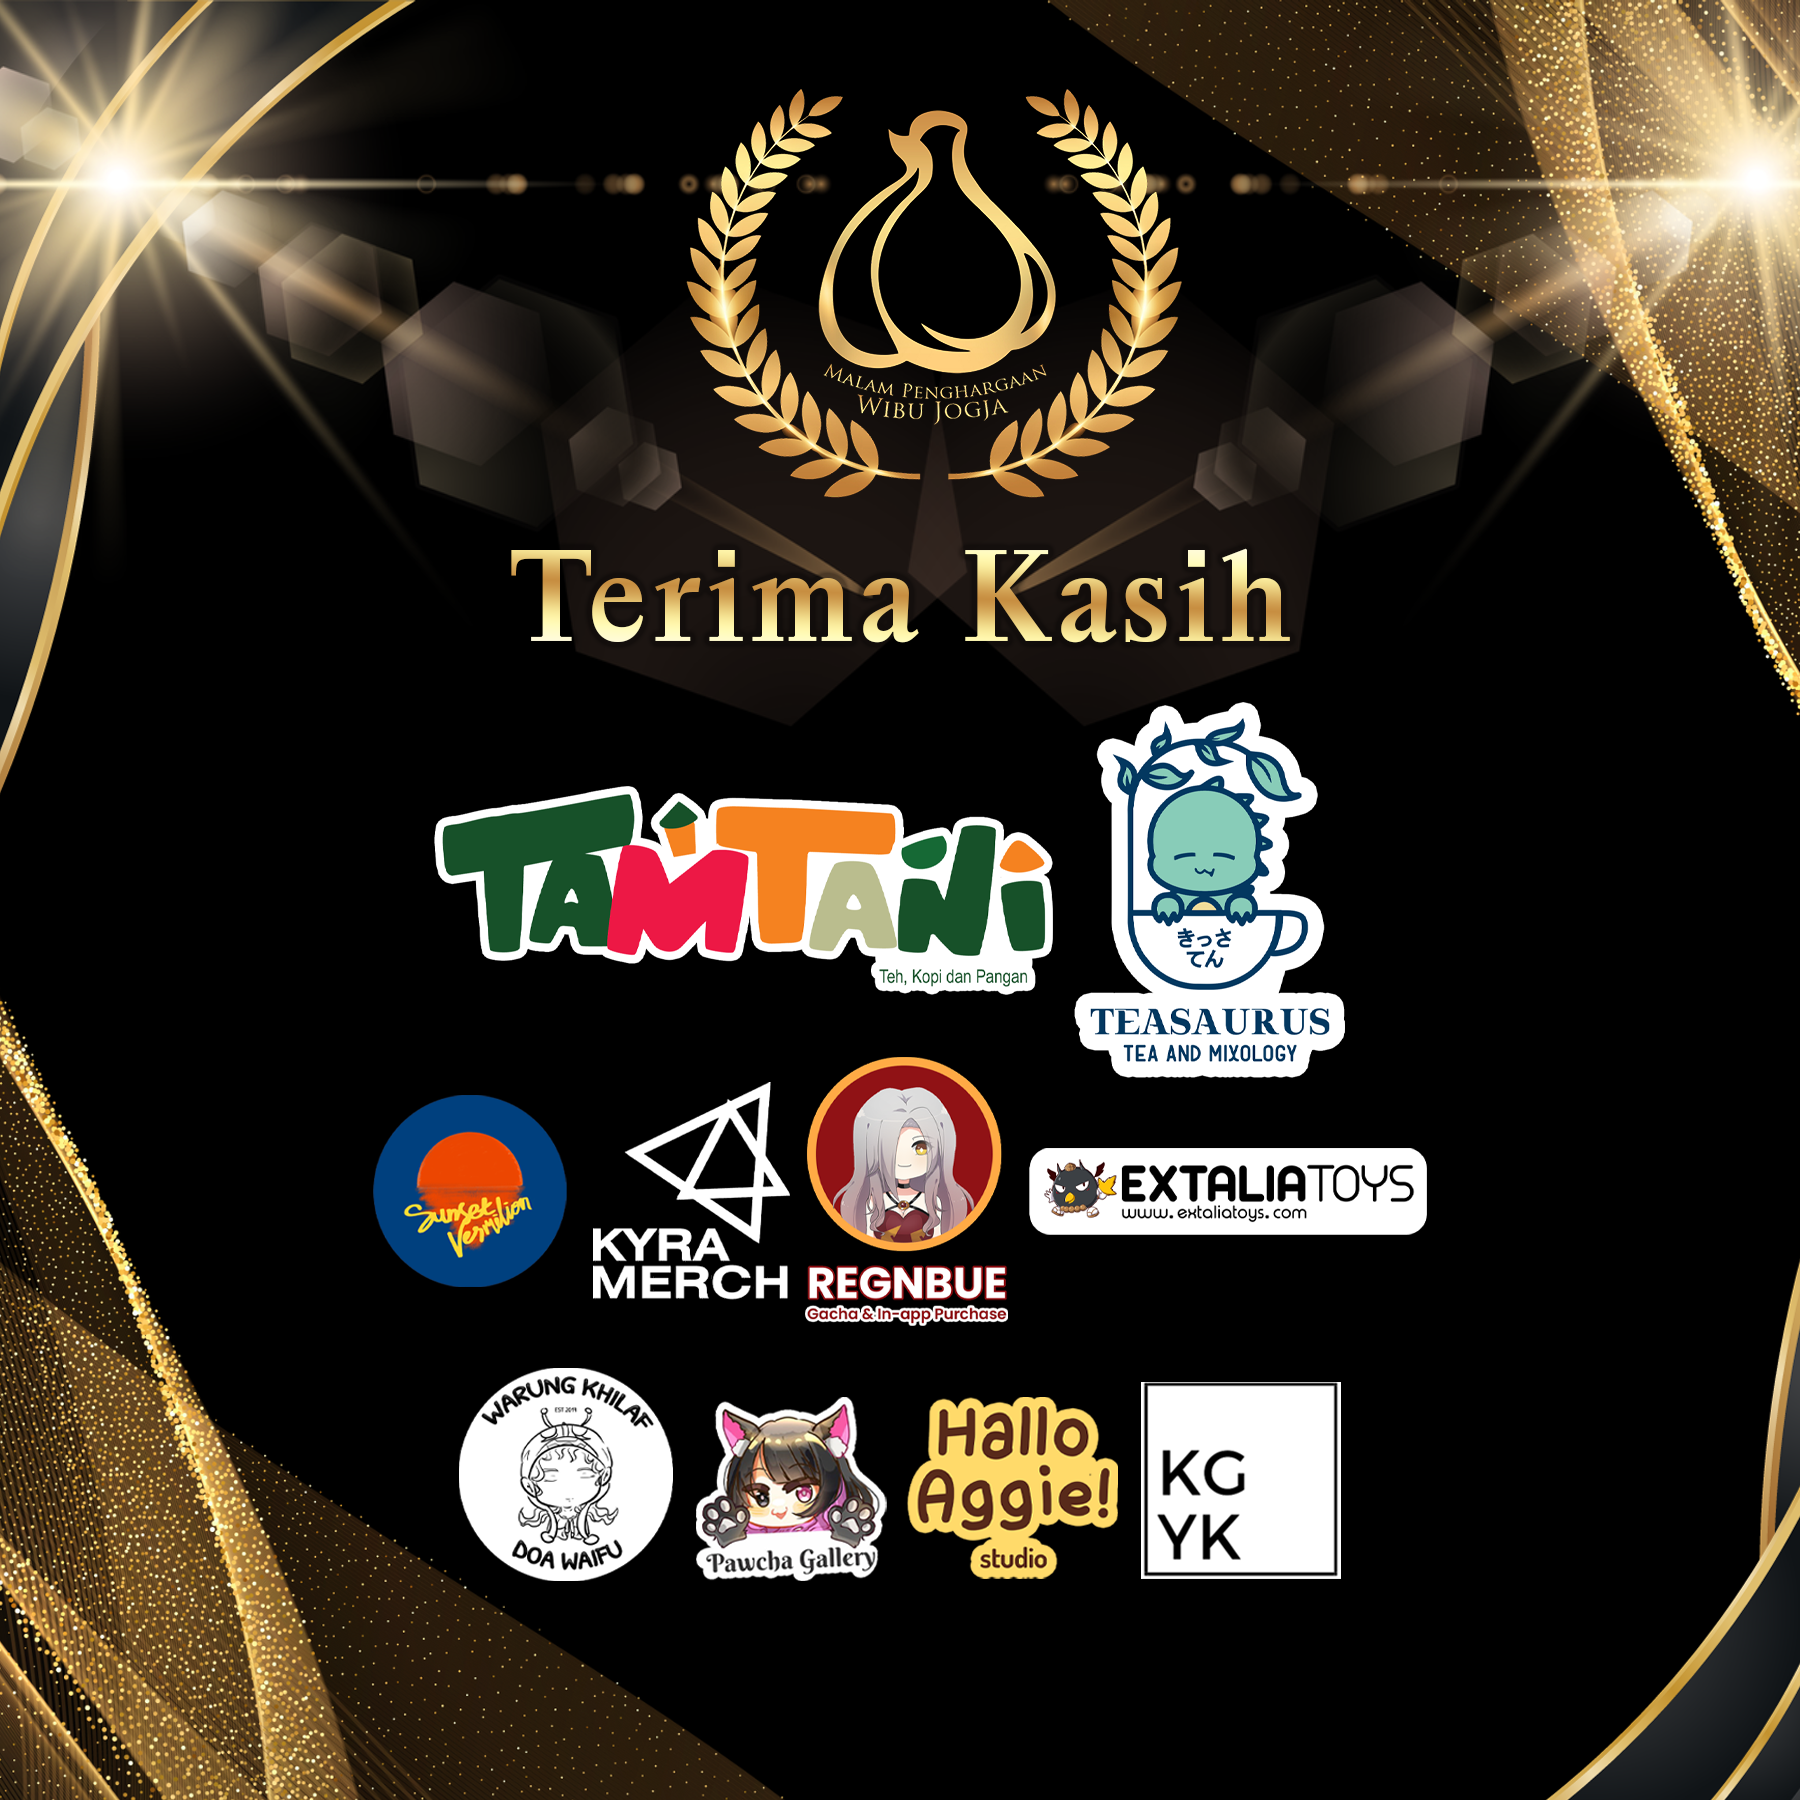 MALAM PENGHARGAAN
WIBU JOGJA
Terima Kasih
TAMTANI
Teh, Kopi dan Pangan
きっさ
てん
TEASAURUS
TEA AND MIXOLOGY
Sunset
Vermilion
KYRA
MERCH
REGNBUE
Gacha & In-app Purchase
EXTALIATOYS
www.extaliatoys.com
WARUNG KHILAF
EST 2019
DOA WAIFU
Pawcha Gallery
Hallo
Aggie!
studio
KG
YK